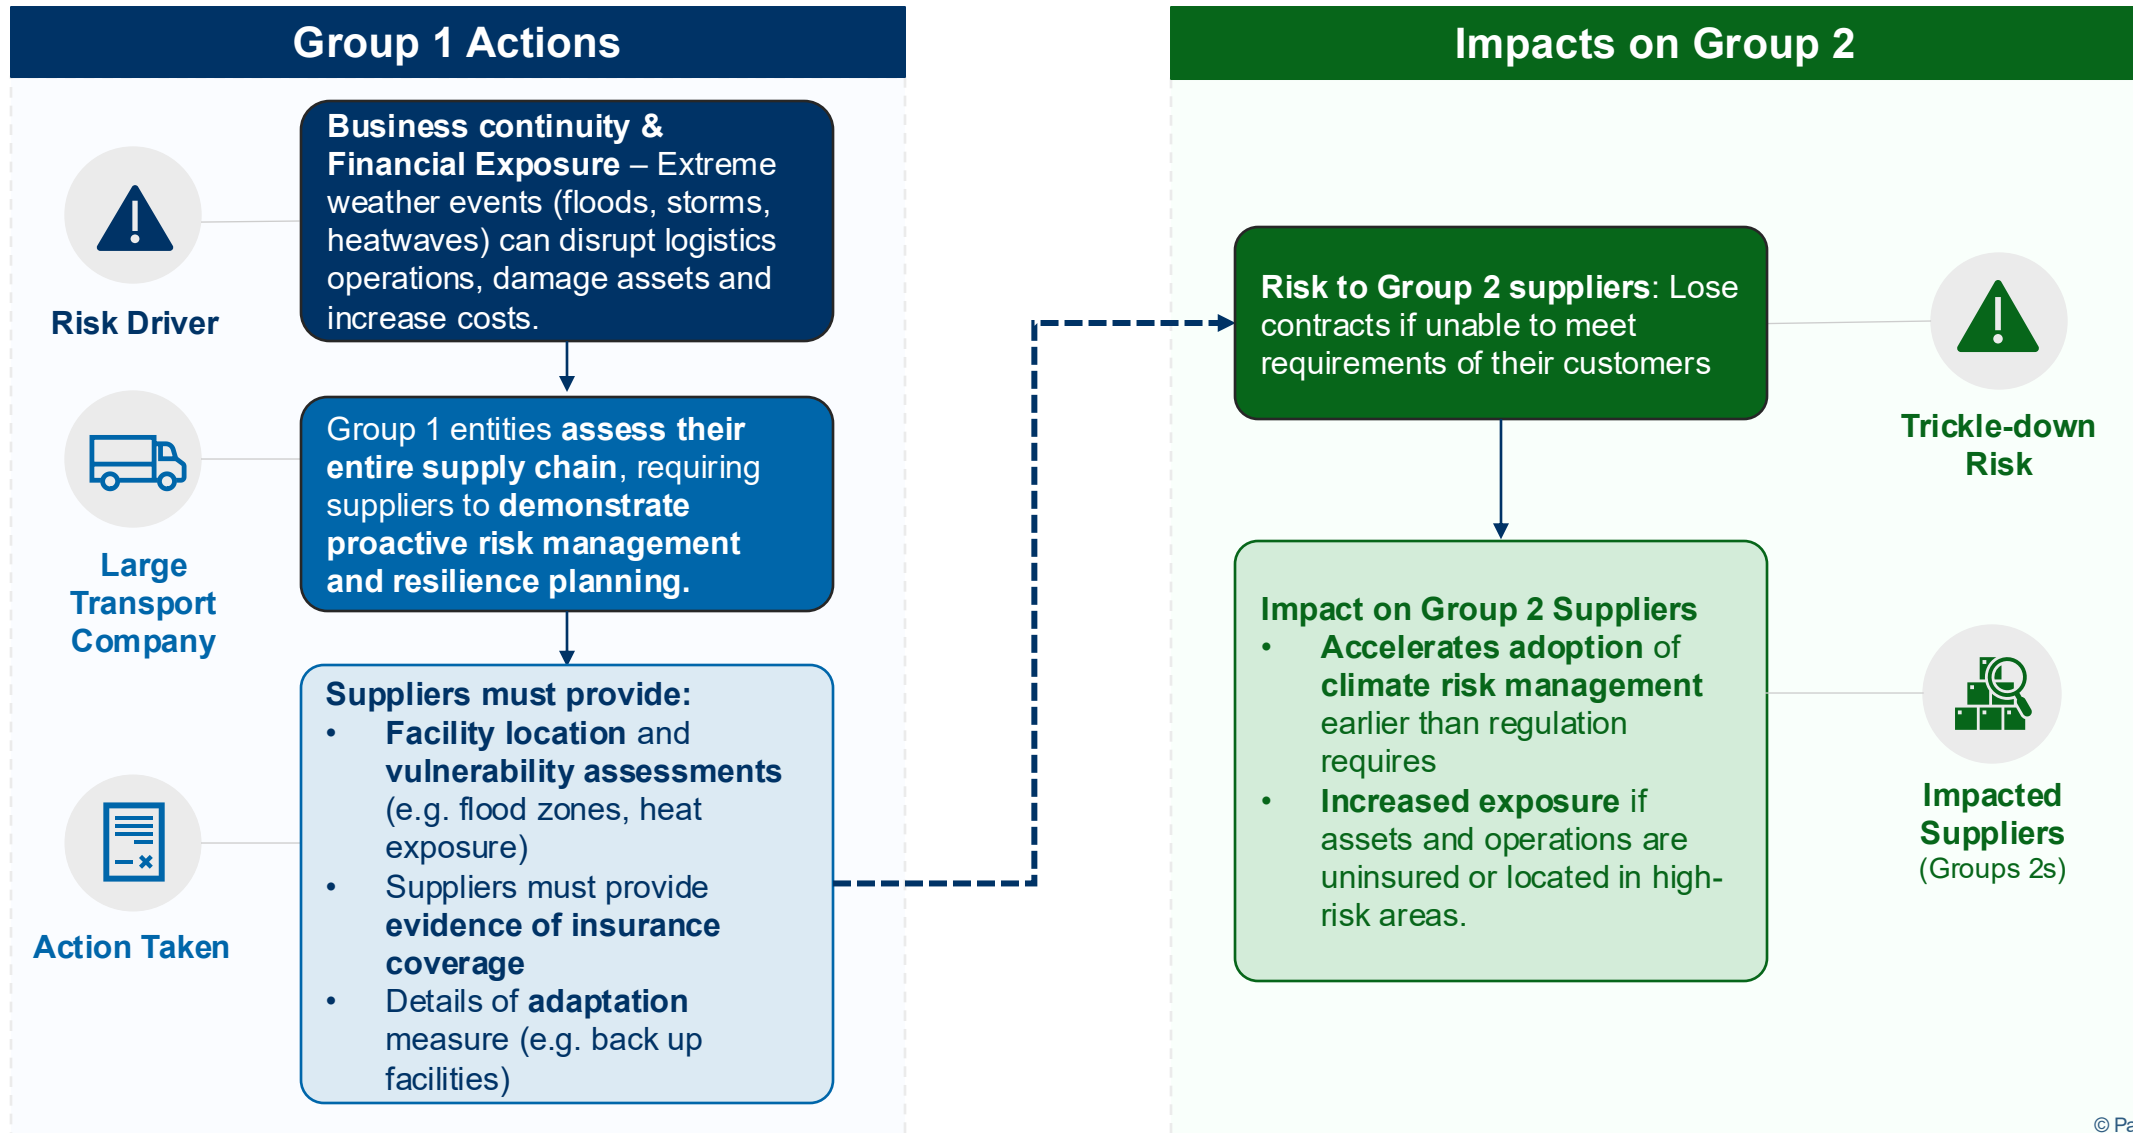 Group 1 Actions
Business continuity &
Financial Exposure – Extreme
weather events (floods, storms,
heatwaves) can disrupt logistics
operations, damage assets and
increase costs.
Risk Driver
Group 1 entities assess their
entire supply chain, requiring
suppliers to demonstrate
proactive risk management
and resilience planning.
Large
Transport
Company
Suppliers must provide:
• Facility location and
vulnerability assessments
(e.g. flood zones, heat
exposure)
• Suppliers must provide
evidence of insurance
coverage
• Details of adaptation
measure (e.g. back up
facilities)
Action Taken
Impacts on Group 2
Risk to Group 2 suppliers: Lose
contracts if unable to meet
requirements of their customers
Trickle-down
Risk
Impact on Group 2 Suppliers
• Accelerates adoption of
climate risk management
earlier than regulation
requires
• Increased exposure if
assets and operations are
uninsured or located in high-
risk areas.
Impacted
Suppliers
(Groups 2s)
© Pa